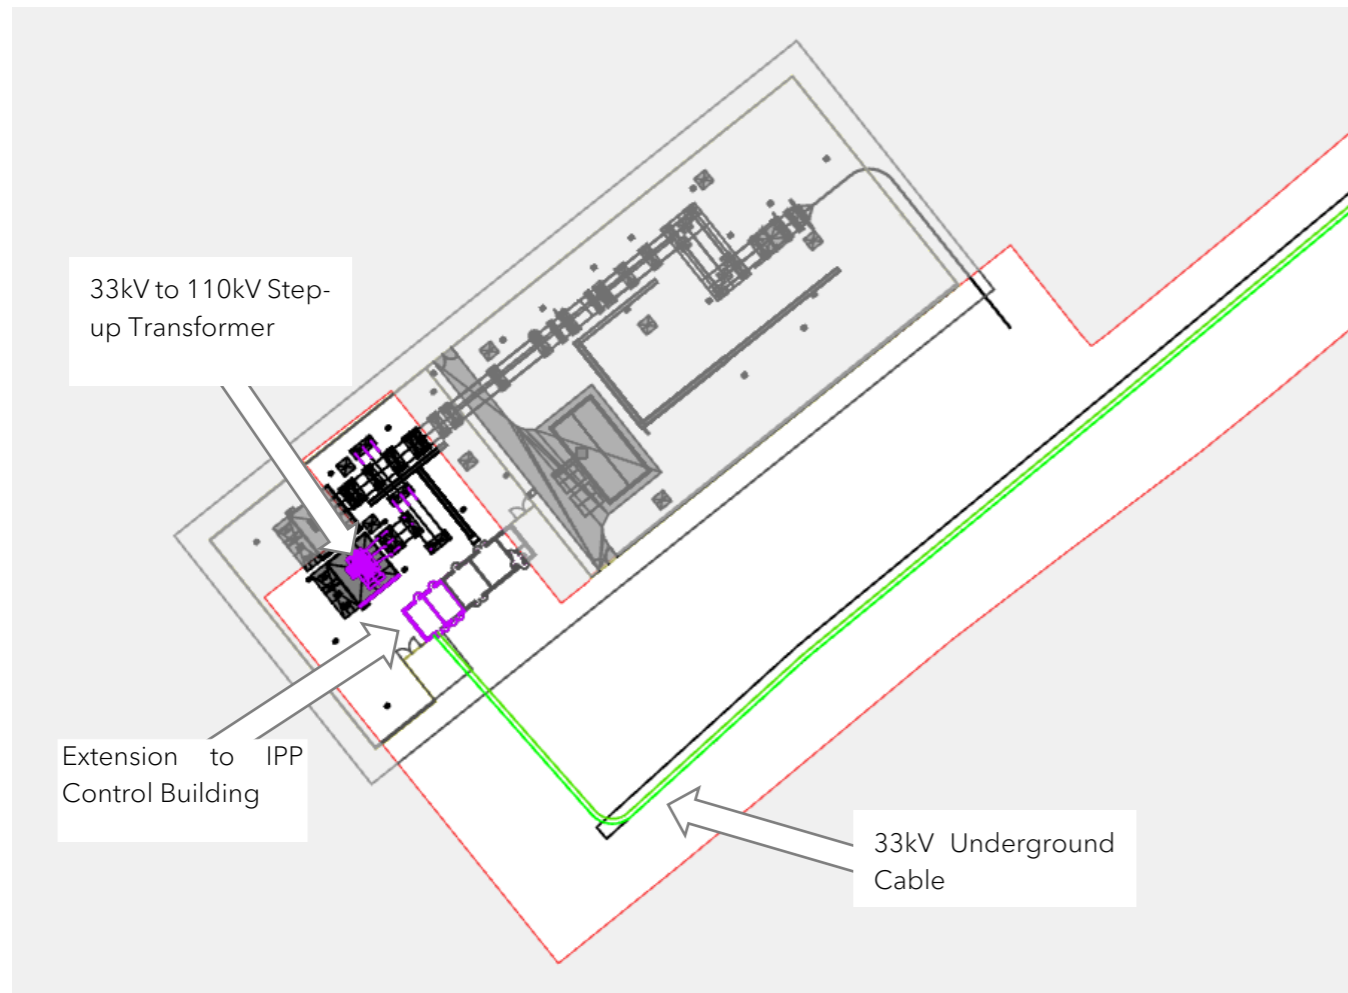 33kV to 110kV Step-
up Transformer
Extension to IPP
Control Building
33kV Underground
Cable